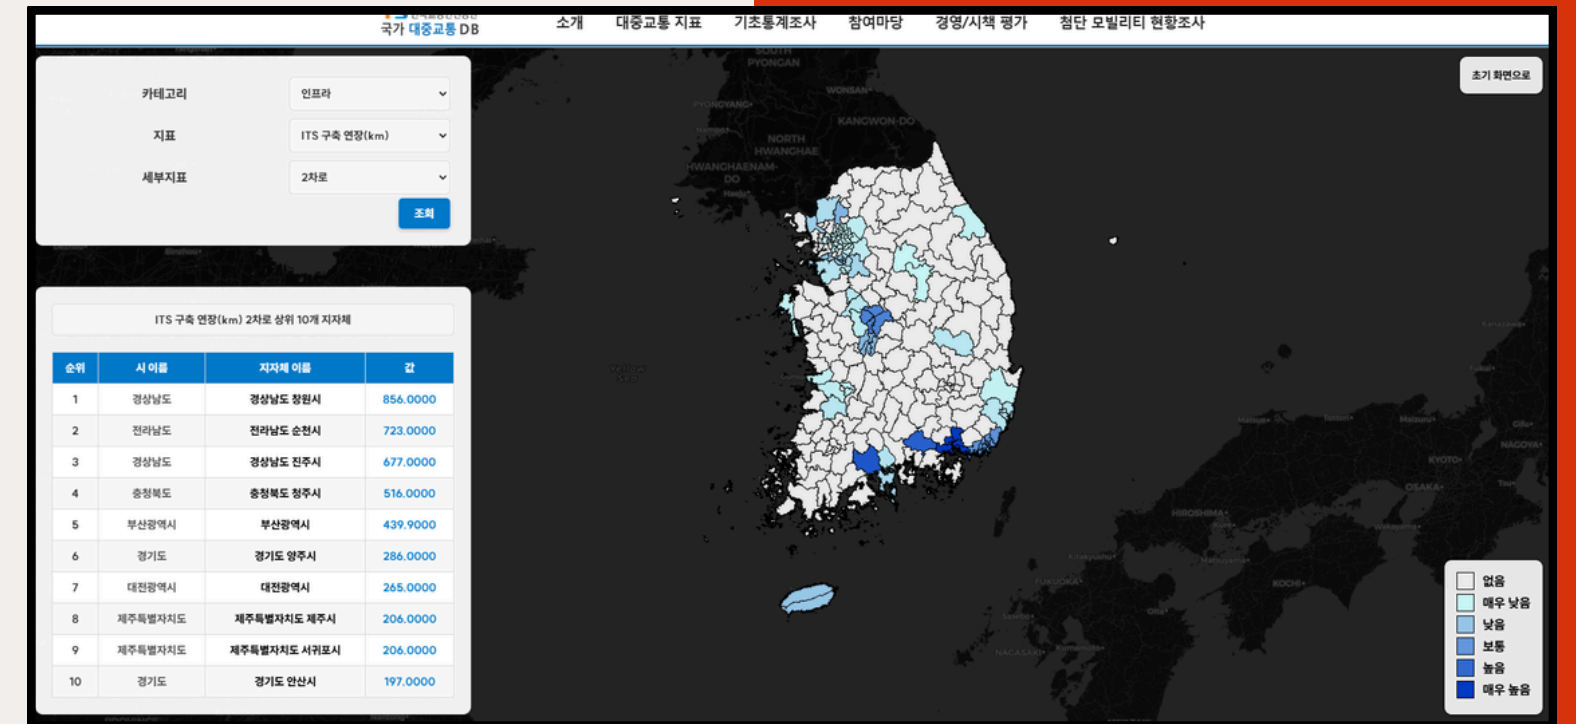 국가 대중교통 DB
소개 대중교통 지표 기초통계조사 참여마당 경영/시책 평가 첨단 모빌리티 현황조사
초기 화면으로
카테고리 인프라
지표 ITS 구축 연장(km)
세부지표 2차로
조회
ITS 구축 연장(km) 2차로 상위 10개 지자체
순위 시 이름 지자체 이름 값
1 경상남도 경상남도 창원시 856.0000
2 전라남도 전라남도 순천시 723.0000
3 경상남도 경상남도 진주시 677.0000
4 충청북도 충청북도 청주시 516.0000
5 부산광역시 부산광역시 439.9000
6 경기도 경기도 양주시 286.0000
7 대전광역시 대전광역시 265.0000
8 제주특별자치도 제주특별자치도 제주시 206.0000
9 제주특별자치도 제주특별자치도 서귀포시 206.0000
10 경기도 경기도 안산시 197.0000
SOUTH
PYONGAN
WONSAN
PYONGYANG
KANGWON-DO
NORTH
HWANGHAE
HWANGHAENAM-
DO
Yellow
Sea
NAGOYA
KYOTO
OSAKA
HIROSHIMA
FUKUOKA
KOCHI
NAGASAKI
없음
매우 낮음
낮음
보통
높음
매우 높음